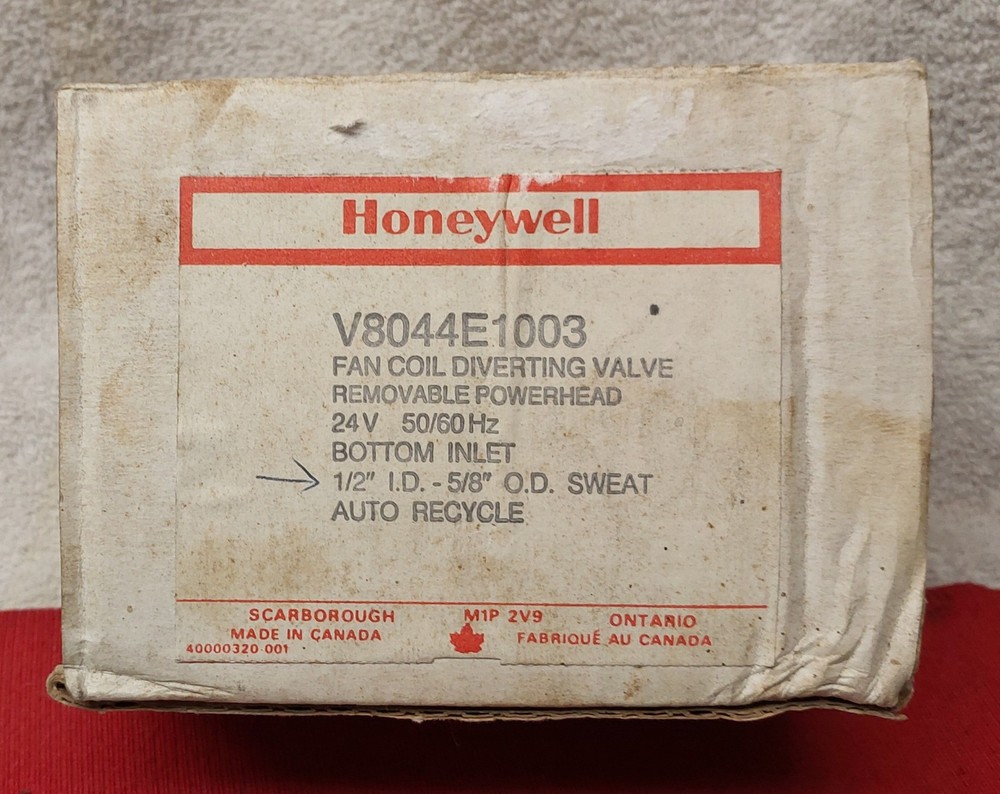 Honeywell
V8044E1003
FAN COIL DIVERTING VALVE
REMOVABLE POWERHEAD
24V 50/60Hz
BOTTOM INLET
1/2" I.D. - 5/8" O.D. SWEAT
AUTO RECYCLE
SCARBOROUGH M1P 2V9 ONTARIO
MADE IN CANADA FABRIQUÉ AU CANADA
40000320-001